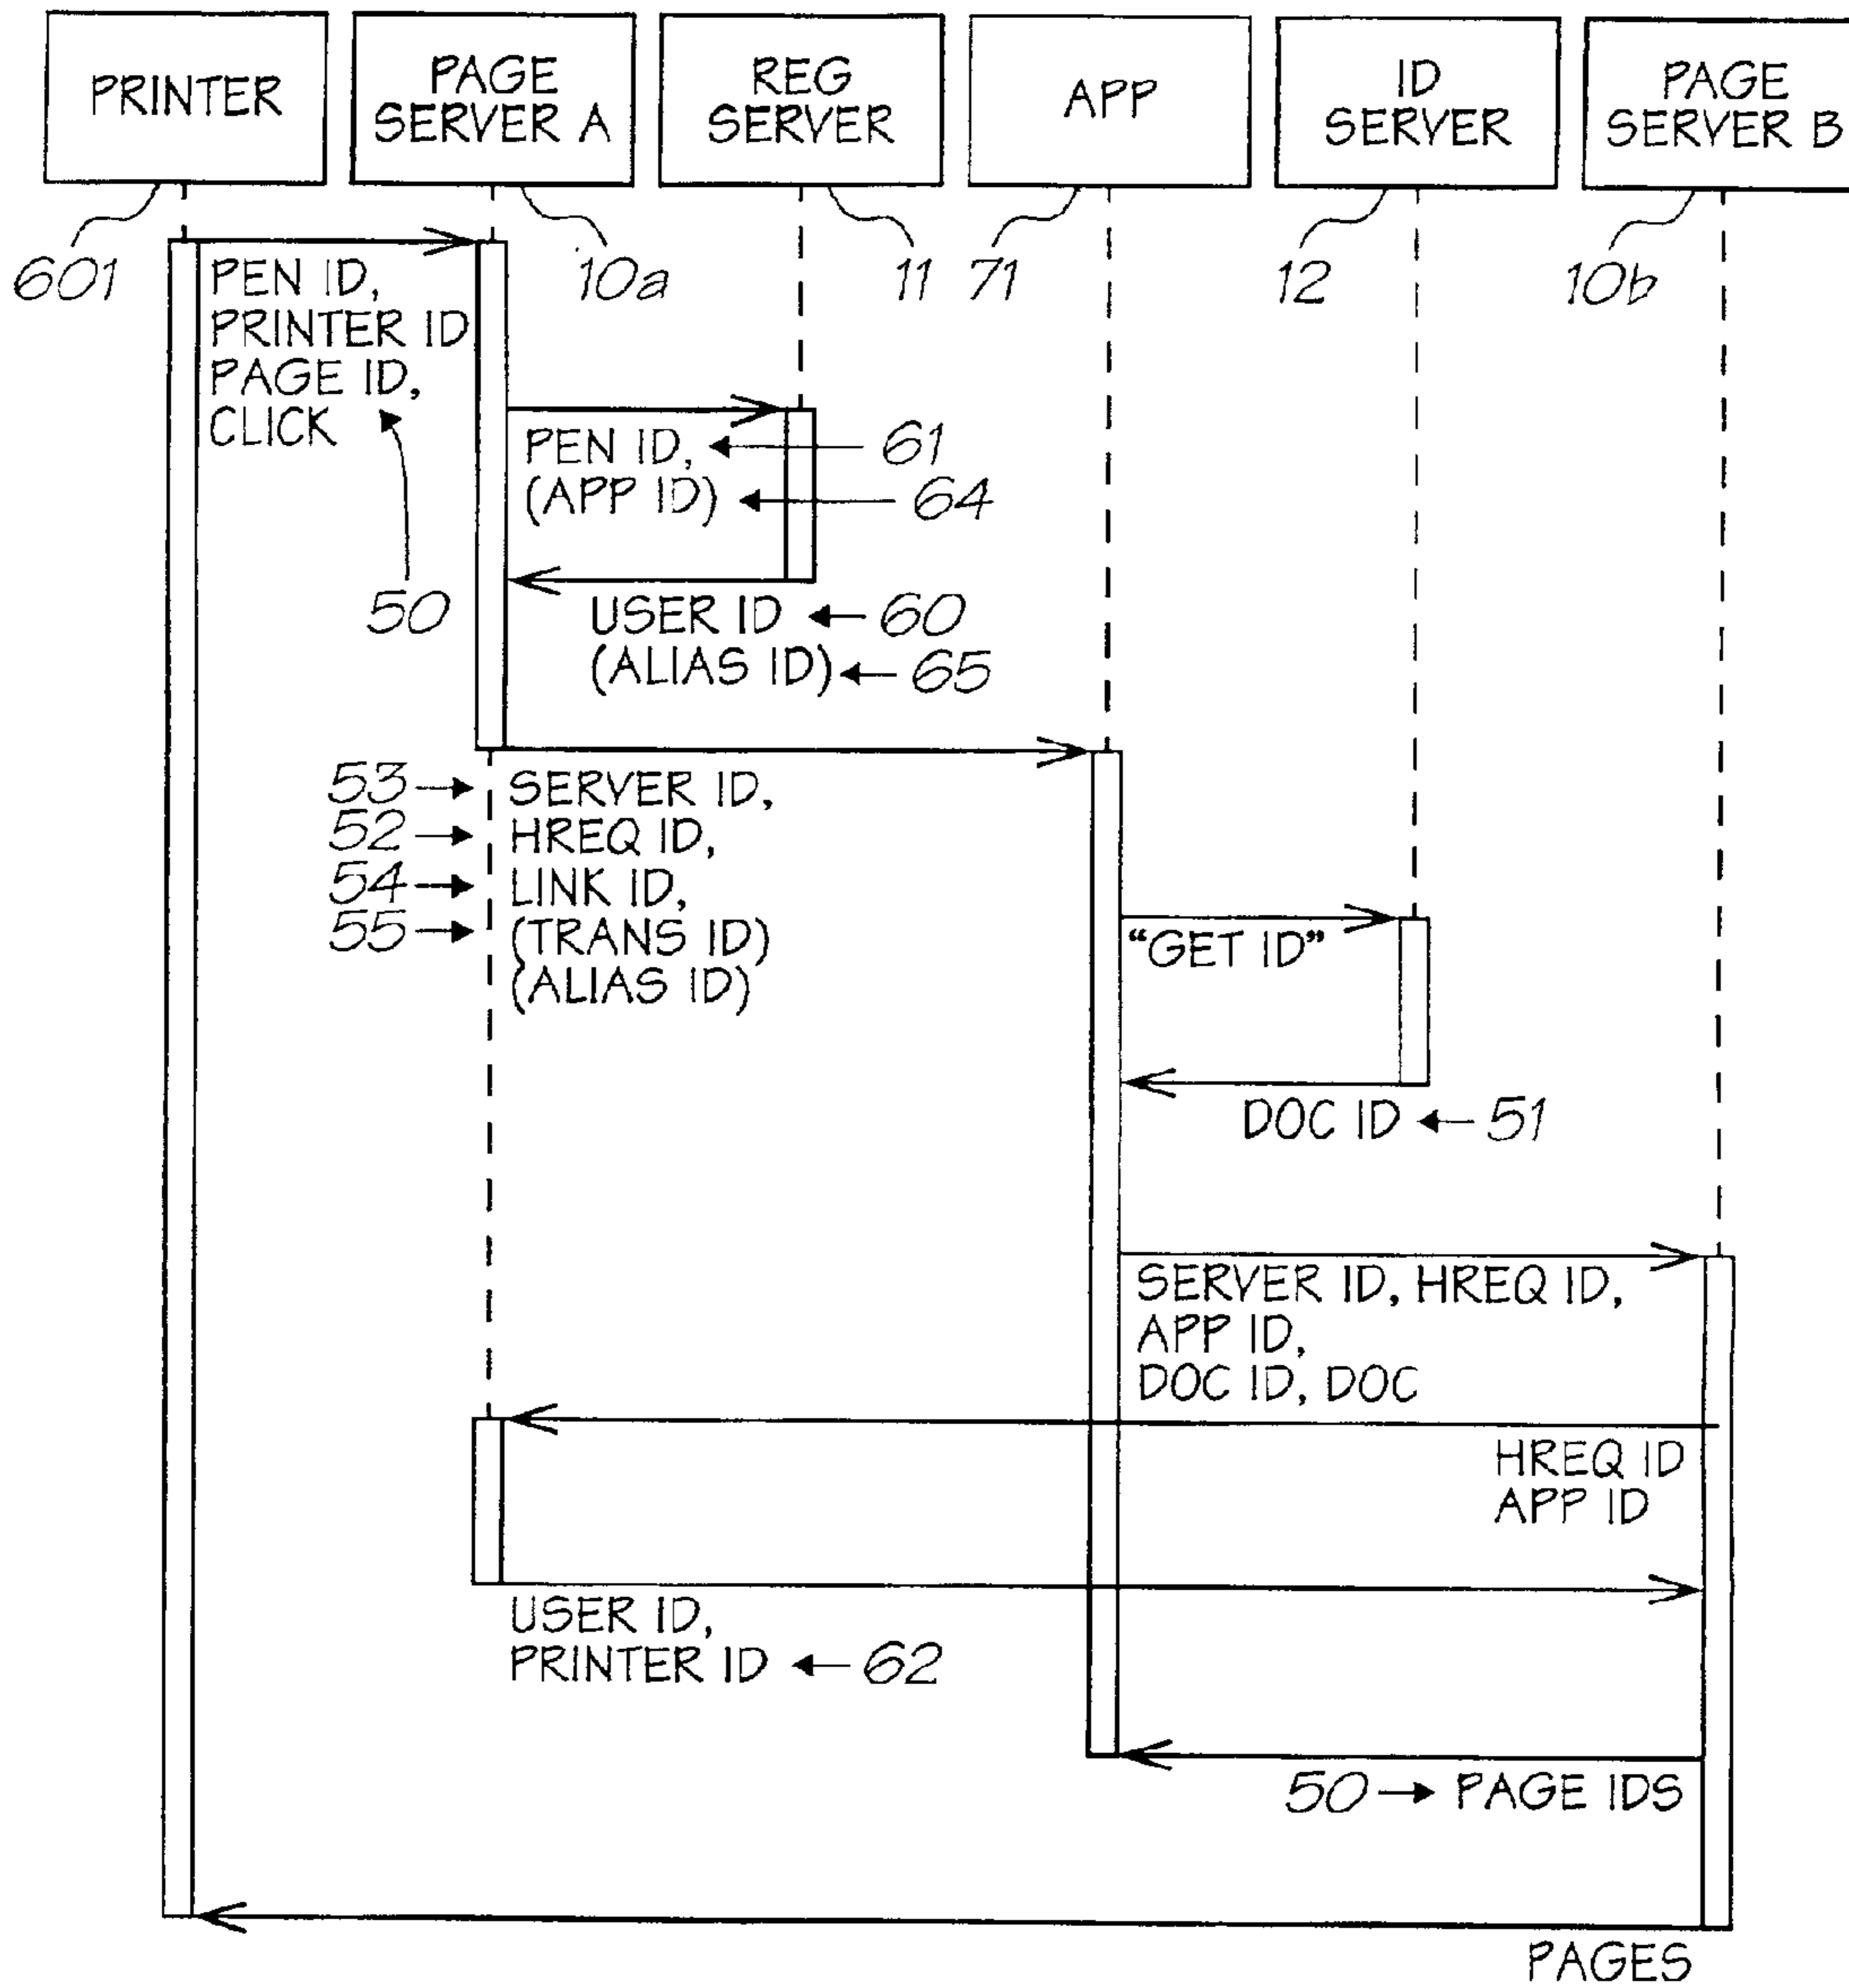 PRINTER
PAGE
SERVER A
REG
SERVER
APP
ID
SERVER
PAGE
SERVER B
601
10a
11
71
12
10b
PEN ID,
PRINTER ID
PAGE ID,
CLICK
50
PEN ID,
61
(APP ID)
64
USER ID
60
(ALIAS ID)
65
53
SERVER ID,
52
HREQ ID,
54
LINK ID,
55
(TRANS ID)
(ALIAS ID)
“GET ID”
DOC ID
51
SERVER ID, HREQ ID,
APP ID,
DOC ID, DOC
HREQ ID
APP ID
USER ID,
PRINTER ID
62
50
PAGE IDS
PAGES